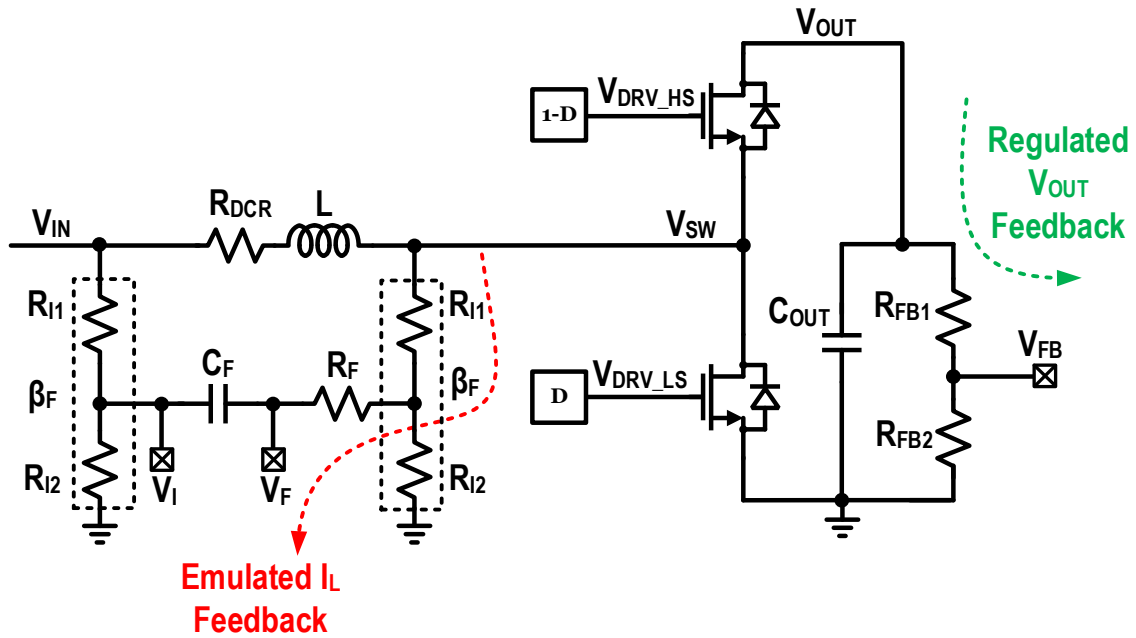 VOUT
1-D
VDRV_HS
Regulated
VOUT
Feedback
RDCR
L
VIN
VSW
RI1
RI1
CF
RF
COUT
RFB1
VFB
βF
βF
D
VDRV_LS
RI2
VI
VF
RI2
RFB2
Emulated IL
Feedback